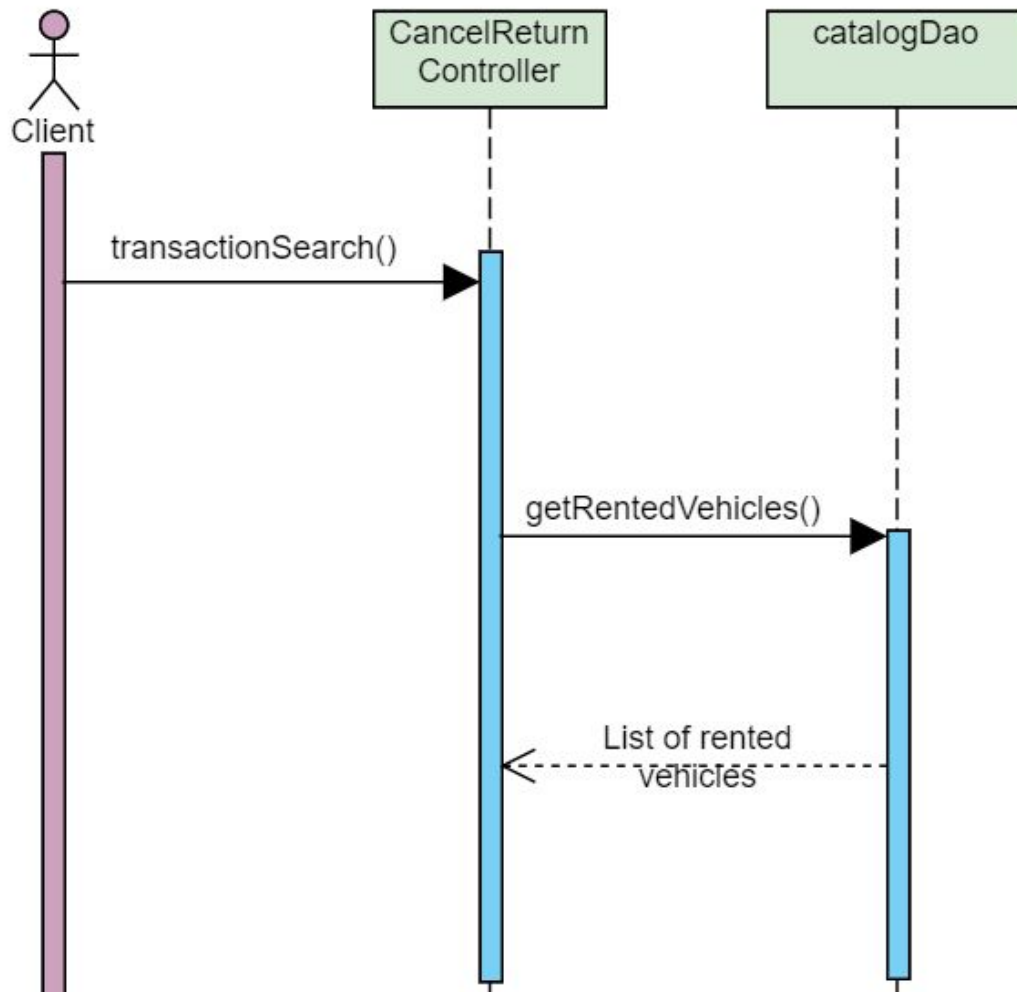 CancelReturn
Controller
catalogDao
Client
transactionSearch()
getRentedVehicles()
List of rented
vehicles